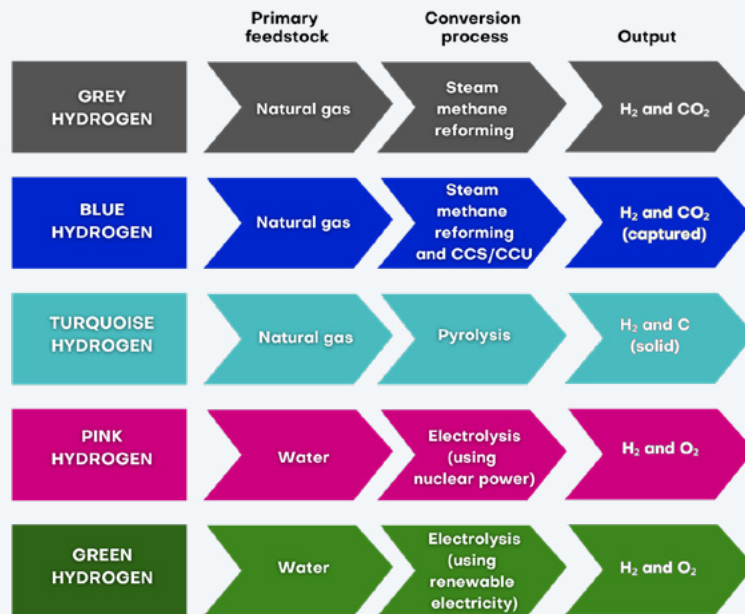 Primary
feedstock
Conversion
process
Output
GREY
HYDROGEN
Natural gas
Steam
methane
reforming
H₂ and CO₂
BLUE
HYDROGEN
Natural gas
Steam
methane
reforming
and CCS/CCU
H₂ and CO₂
(captured)
TURQUOISE
HYDROGEN
Natural gas
Pyrolysis
H₂ and C
(solid)
PINK
HYDROGEN
Water
Electrolysis
(using
nuclear power)
H₂ and O₂
GREEN
HYDROGEN
Water
Electrolysis
(using
renewable
electricity)
H₂ and O₂